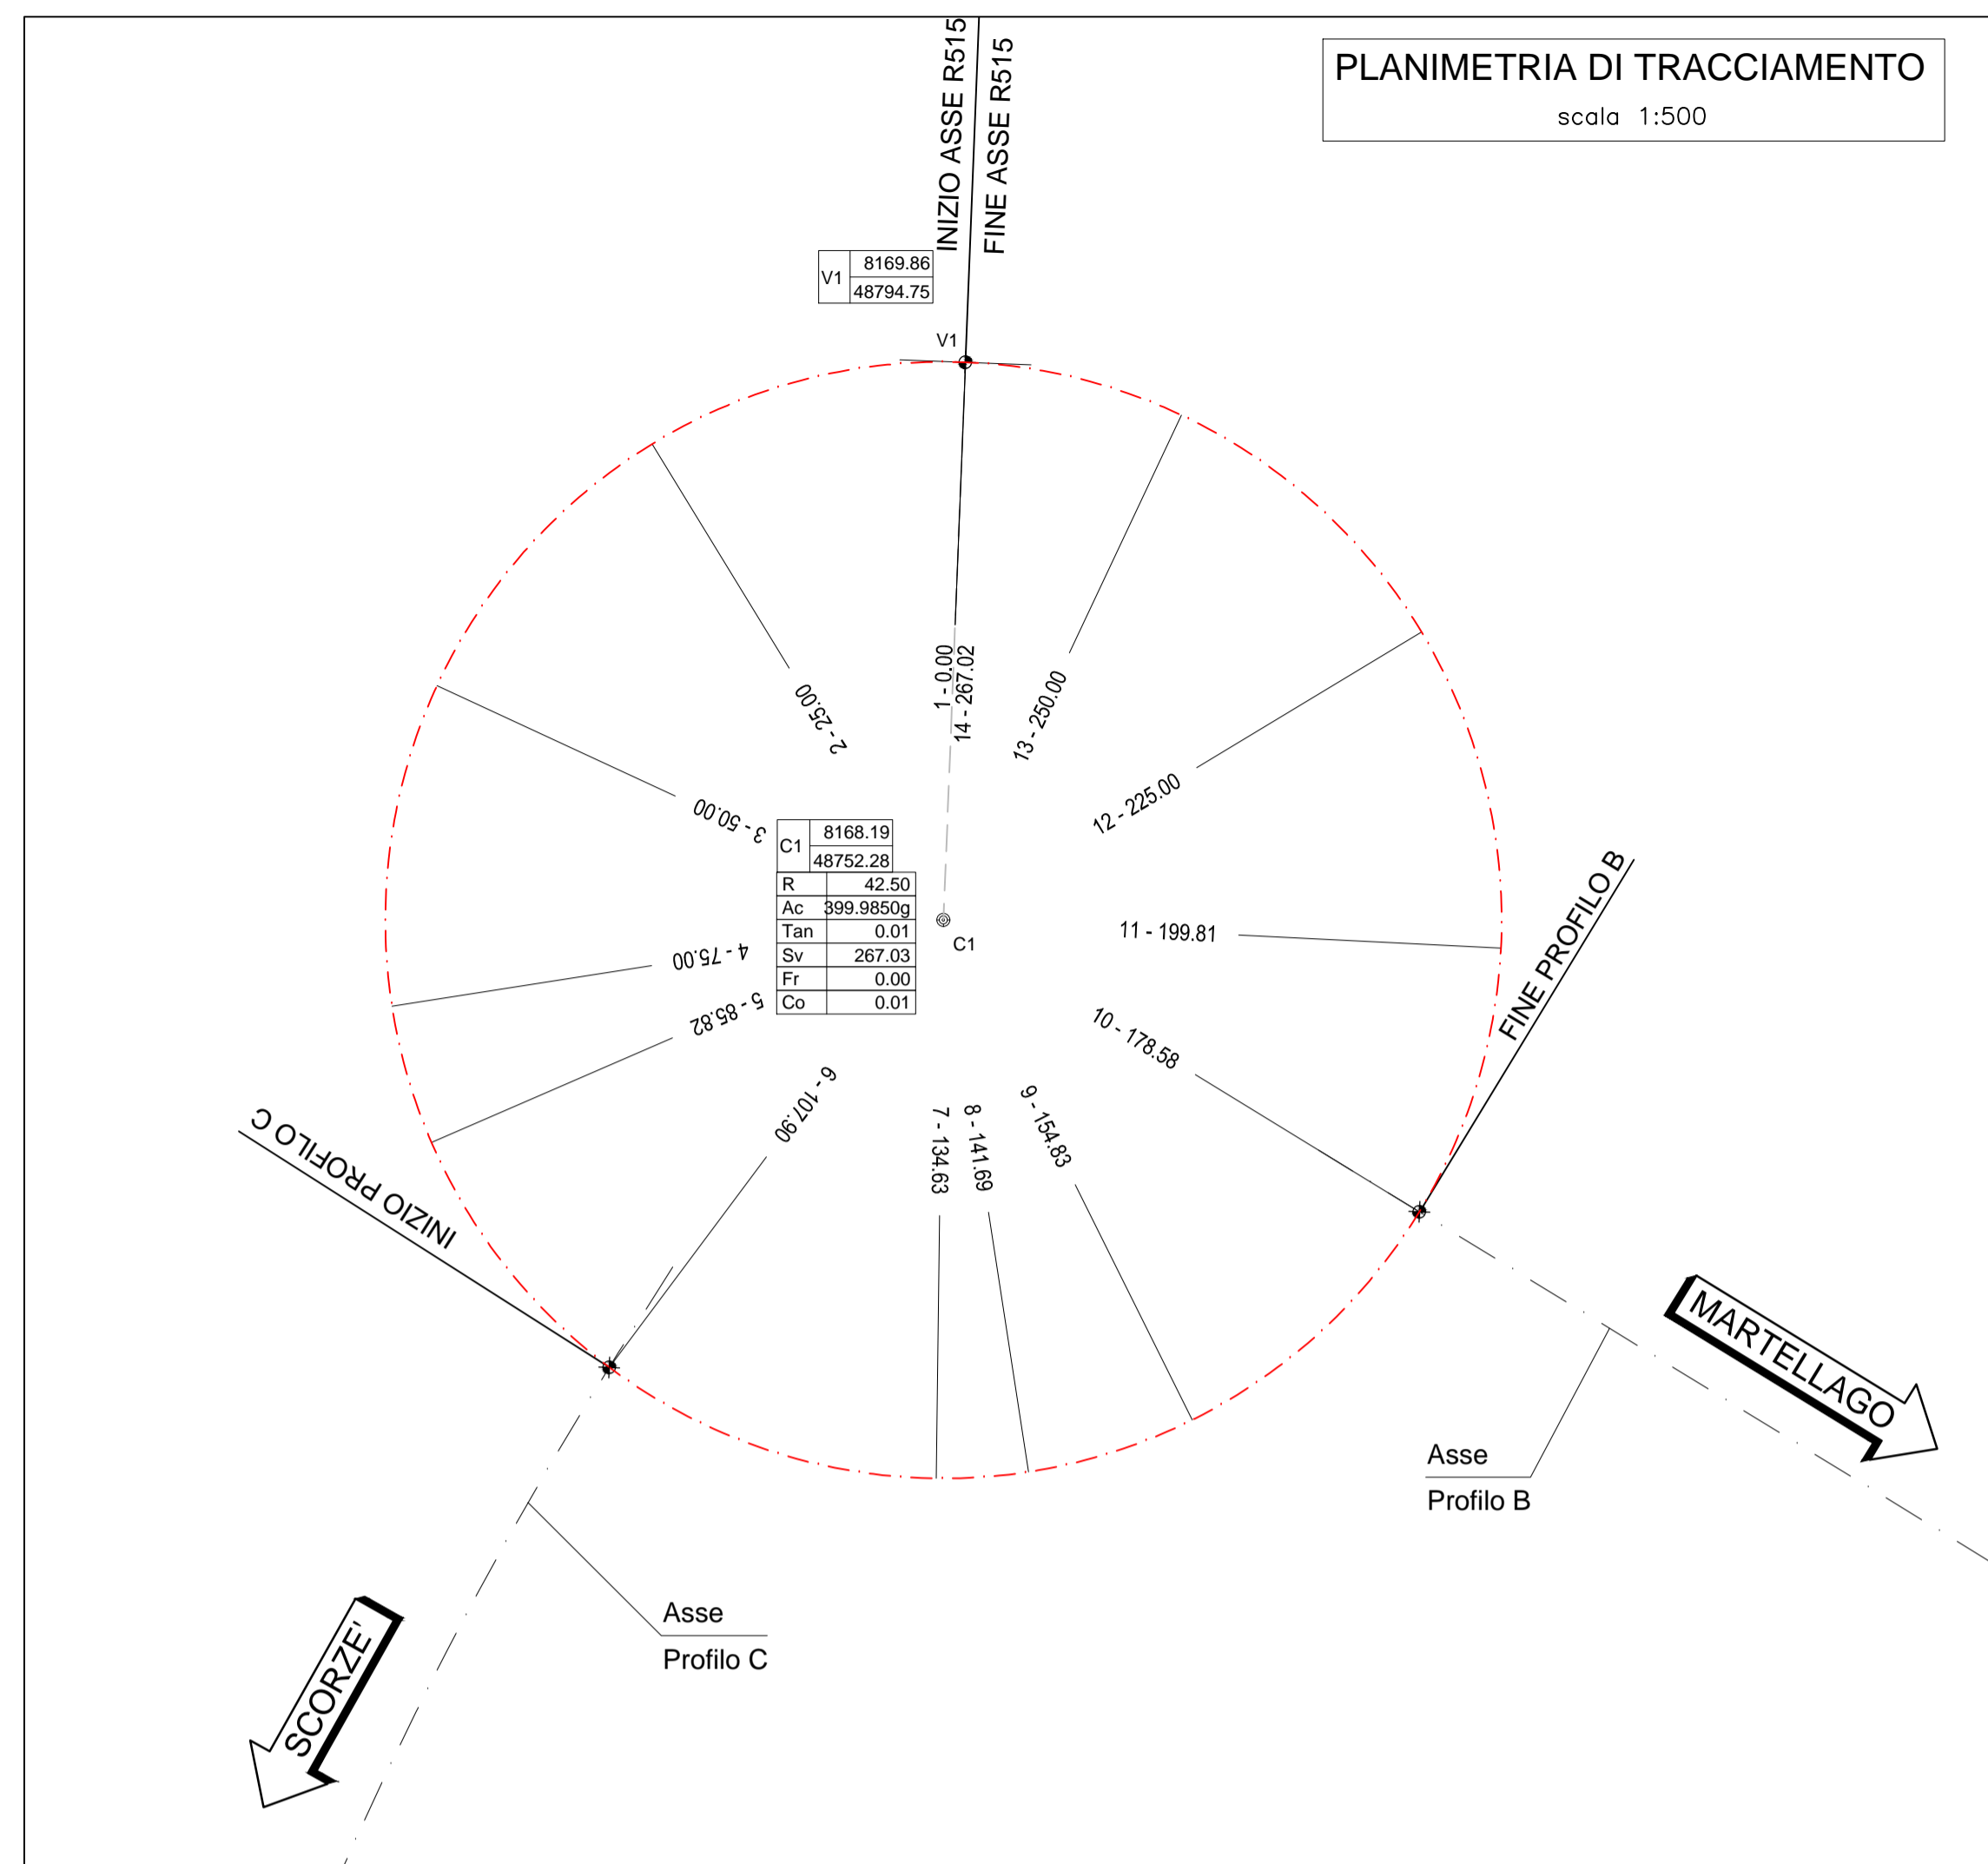 PLANIMETRIA DI TRACCIAMENTO
scala 1:500
INIZIO ASSE R515
FINE ASSE R515
V1 8169.86
48794.75
V1
1 - 0.00
14 - 267.02
2 - 25.00
13 - 250.00
3 - 50.00
12 - 225.00
C1 8168.19
48752.28
R 42.50
Ac 399.9850g
Tan 0.01
Sv 267.03
Fr 0.00
Co 0.01
C1
4 - 75.00
11 - 199.81
5 - 85.82
10 - 178.58
FINE PROFILO B
6 - 107.90
7 - 134.63
8 - 141.69
9 - 154.83
INIZIO PROFILO C
MARTELLAGO
Asse
Profilo B
Asse
Profilo C
SCORZE'